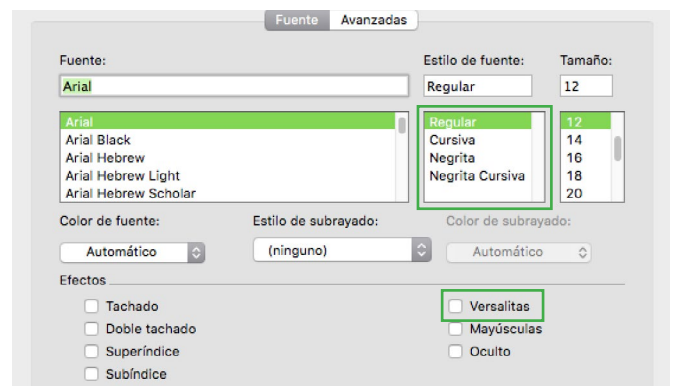 Fuente Avanzadas
Fuente: Estilo de fuente: Tamaño:
Arial Regular 12
Arial Regular 12
Arial Black Cursiva 14
Arial Hebrew Negrita 16
Arial Hebrew Light Negrita Cursiva 18
Arial Hebrew Scholar 20
Color de fuente: Estilo de subrayado: Color de subrayado:
Automático (ninguno) Automático
Efectos
Tachado Versalitas
Doble tachado Mayúsculas
Superíndice Oculto
Subíndice